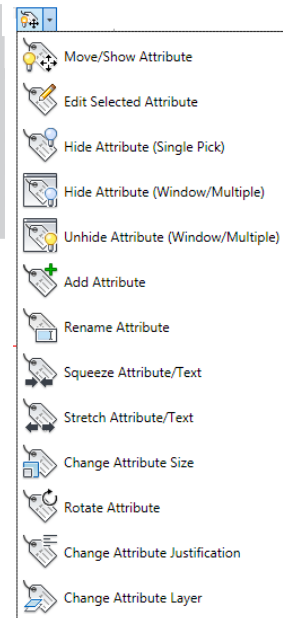 Move/Show Attribute
Edit Selected Attribute
Hide Attribute (Single Pick)
Hide Attribute (Window/Multiple)
Unhide Attribute (Window/Multiple)
Add Attribute
Rename Attribute
Squeeze Attribute/Text
Stretch Attribute/Text
Change Attribute Size
Rotate Attribute
Change Attribute Justification
Change Attribute Layer